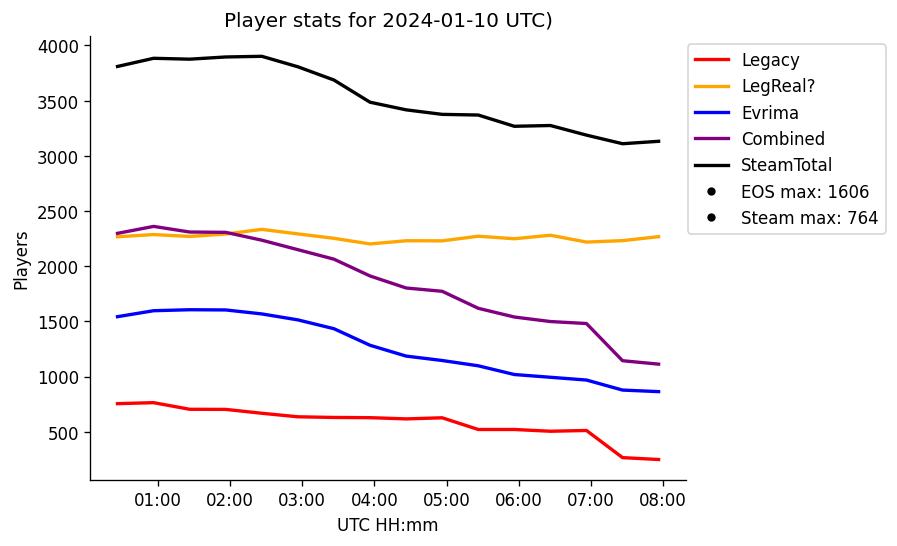 Player stats for 2024-01-10 UTC)
Players
4000
3500
3000
2500
2000
1500
1000
500
01:00 02:00 03:00 04:00 05:00 06:00 07:00 08:00
UTC HH:mm
Legacy
LegReal?
Evrima
Combined
SteamTotal
EOS max: 1606
Steam max: 764